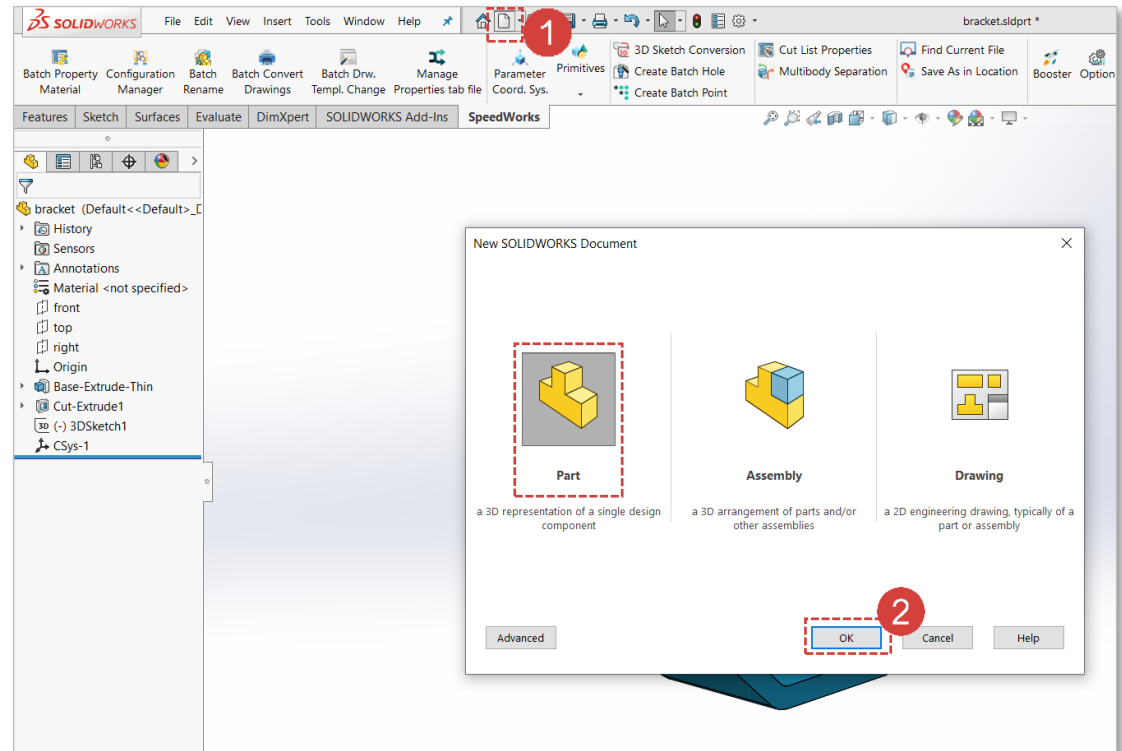 SOLIDWORKS File Edit View Insert Tools Window Help bracket.sldprt *
1
Batch Property Material
Configuration Manager
Batch Rename
Batch Convert Drawings
Batch Drw. Templ. Change
Manage Properties tab file
Parameter Coord. Sys.
Primitives
3D Sketch Conversion
Create Batch Hole
Create Batch Point
Cut List Properties
Multibody Separation
Find Current File
Save As in Location
Booster
Option
Features Sketch Surfaces Evaluate DimXpert SOLIDWORKS Add-Ins SpeedWorks
bracket (Default<<Default>_D
History
Sensors
A Annotations
Material <not specified>
front
top
right
Origin
Base-Extrude-Thin
Cut-Extrude1
3D (-) 3DSketch1
CSys-1
New SOLIDWORKS Document
Part
a 3D representation of a single design
component
Assembly
a 3D arrangement of parts and/or
other assemblies
Drawing
a 2D engineering drawing, typically of a
part or assembly
2
Advanced OK Cancel Help